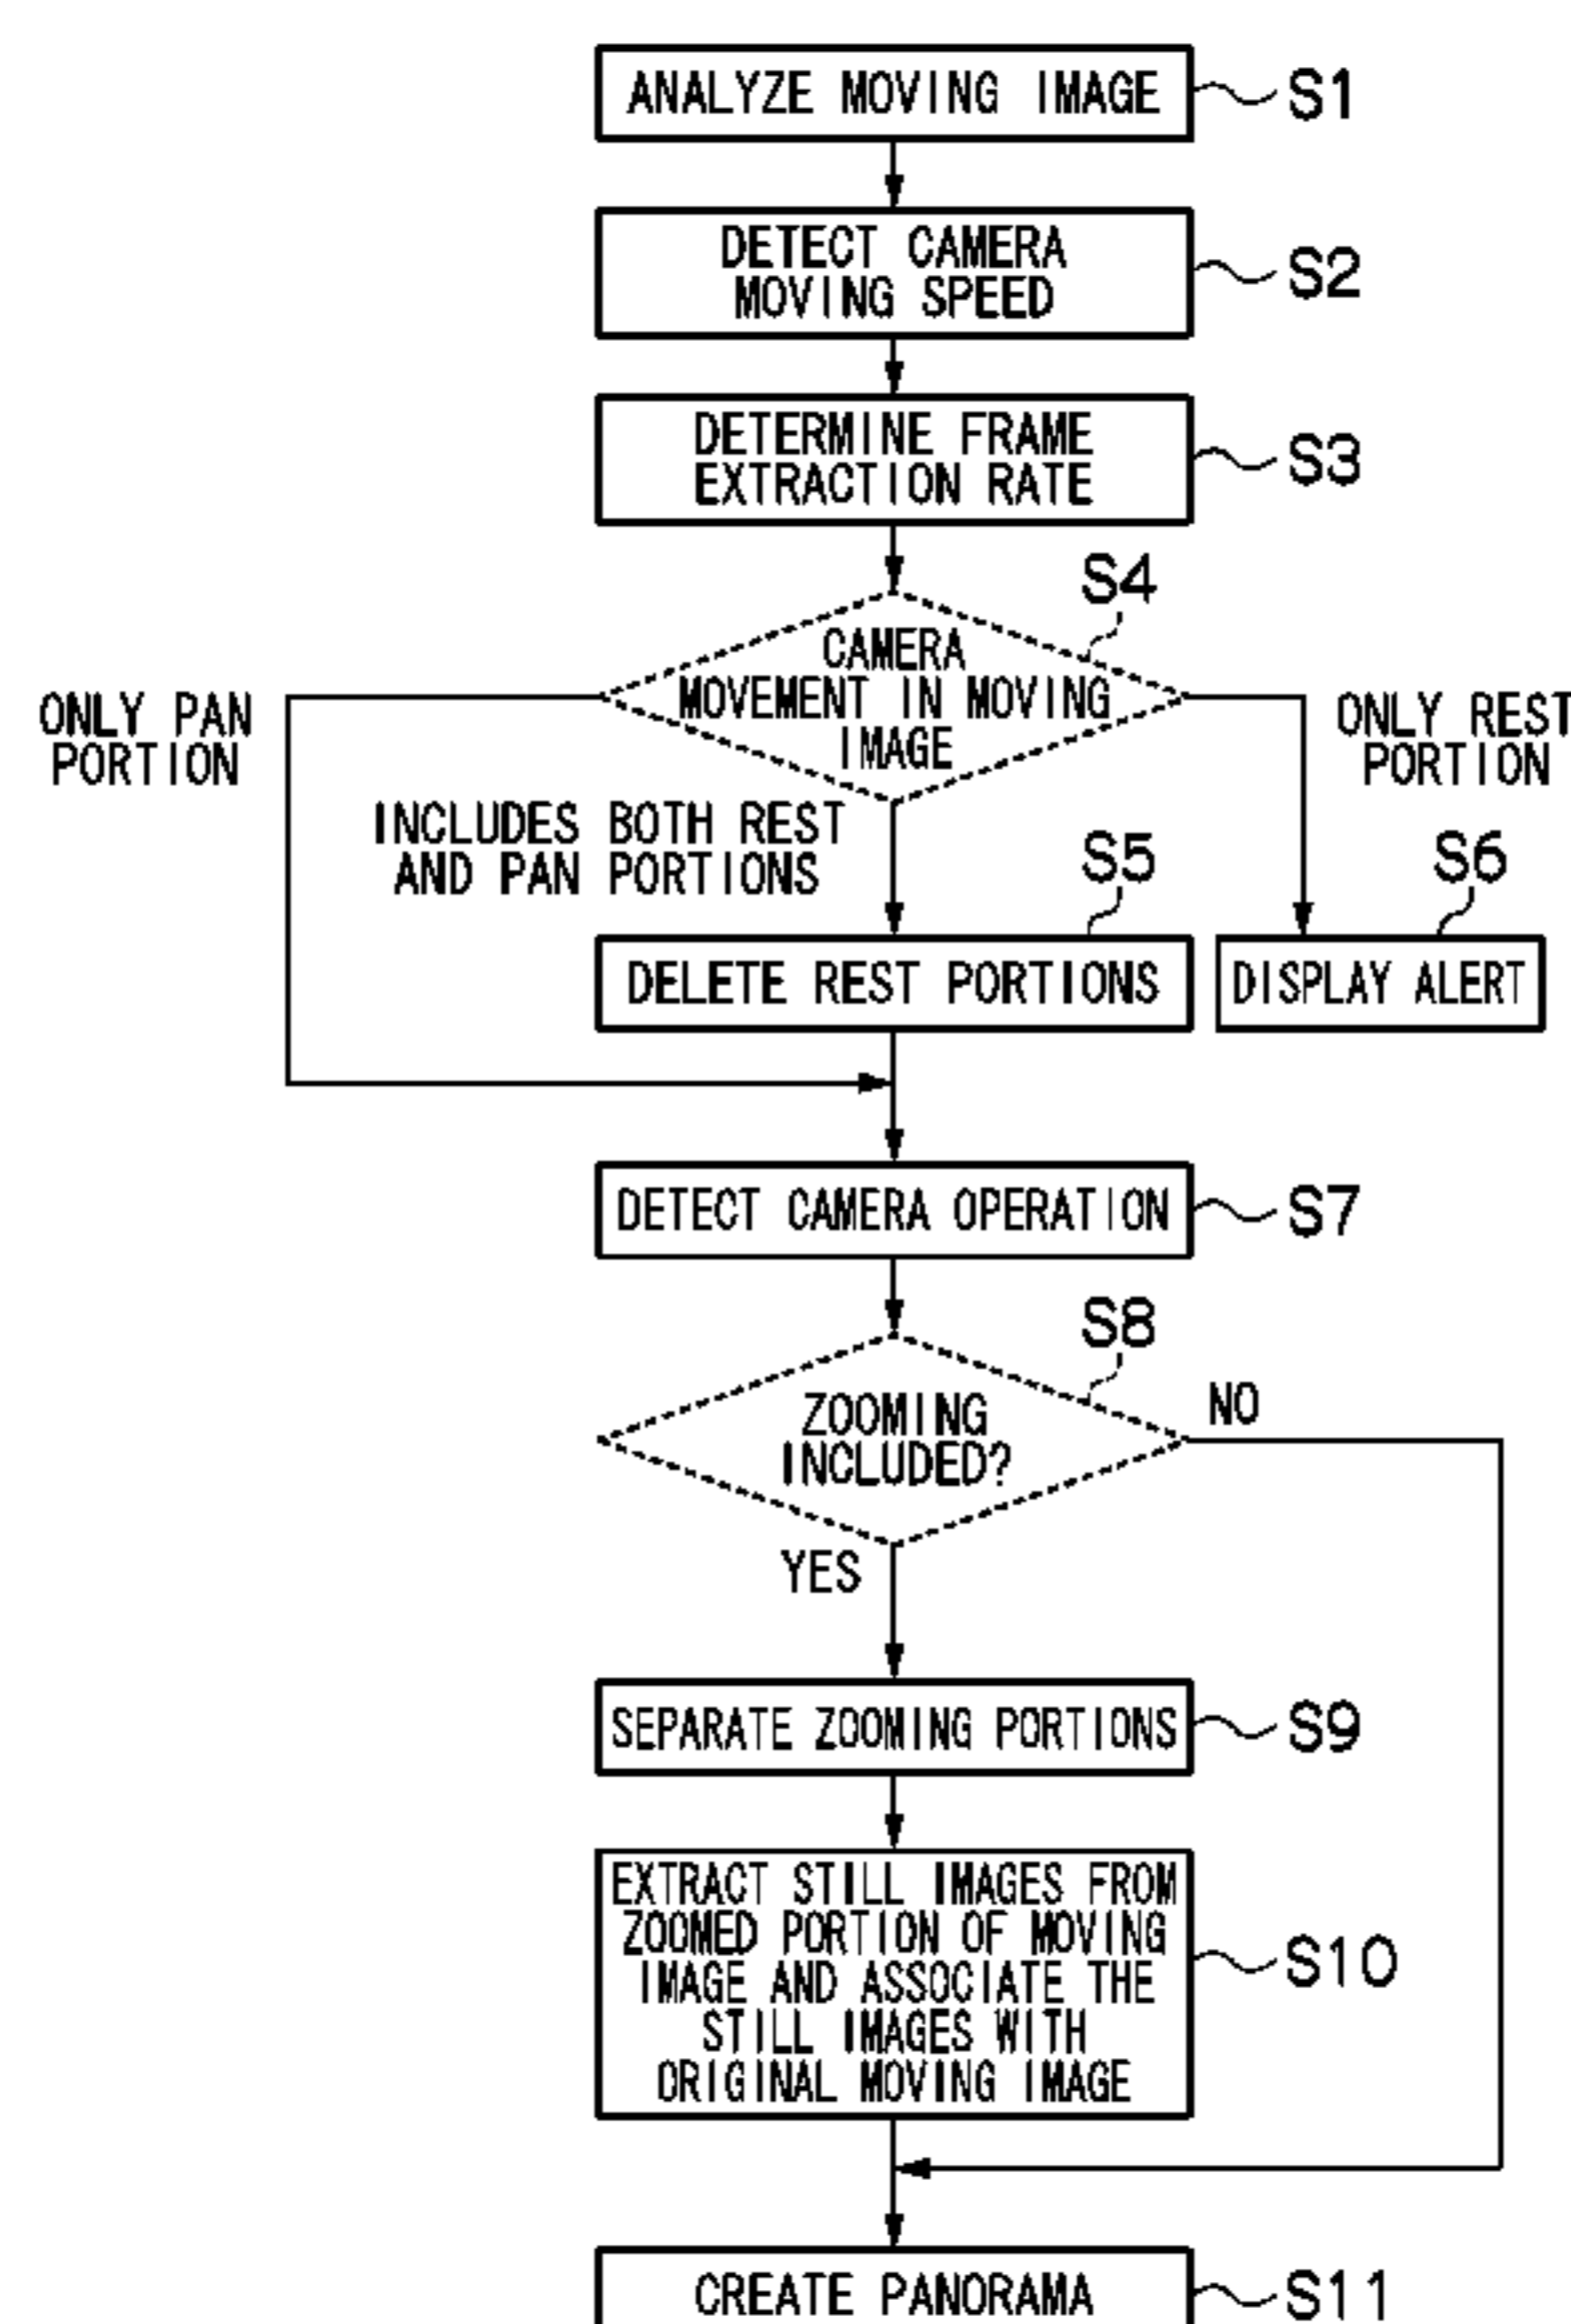 ANALYZE MOVING IMAGE
S1
DETECT CAMERA
MOVING SPEED
S2
DETERMINE FRAME
EXTRACTION RATE
S3
S4
CAMERA
MOVEMENT IN MOVING
IMAGE
ONLY PAN
PORTION
ONLY REST
PORTION
INCLUDES BOTH REST
AND PAN PORTIONS
S5
S6
DELETE REST PORTIONS
DISPLAY ALERT
DETECT CAMERA OPERATION
S7
S8
ZOOMING
INCLUDED?
NO
YES
SEPARATE ZOOMING PORTIONS
S9
EXTRACT STILL IMAGES FROM
ZOOMED PORTION OF MOVING
IMAGE AND ASSOCIATE THE
STILL IMAGES WITH
ORIGINAL MOVING IMAGE
S10
CREATE PANORAMA
S11